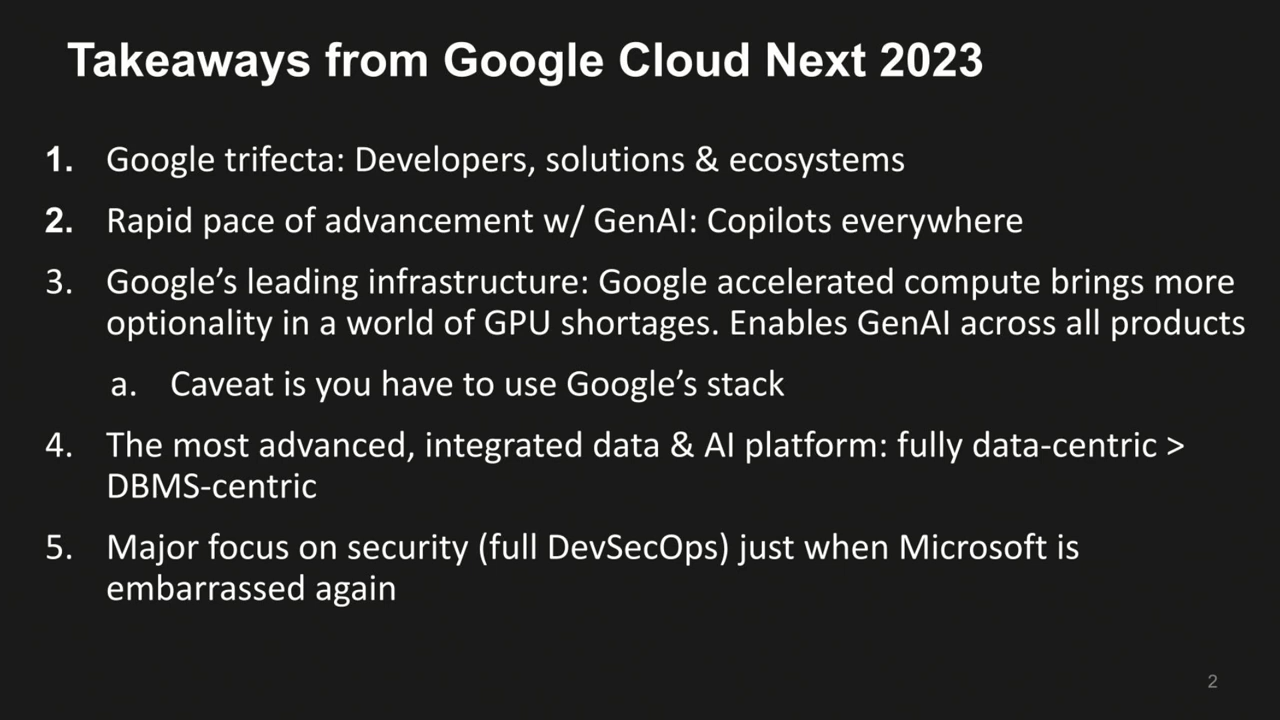 Takeaways from Google Cloud Next 2023
1. Google trifecta: Developers, solutions & ecosystems
2. Rapid pace of advancement w/ GenAI: Copilots everywhere
3. Google’s leading infrastructure: Google accelerated compute brings more
optionality in a world of GPU shortages. Enables GenAI across all products
a. Caveat is you have to use Google’s stack
4. The most advanced, integrated data & AI platform: fully data-centric >
DBMS-centric
5. Major focus on security (full DevSecOps) just when Microsoft is
embarrassed again
2